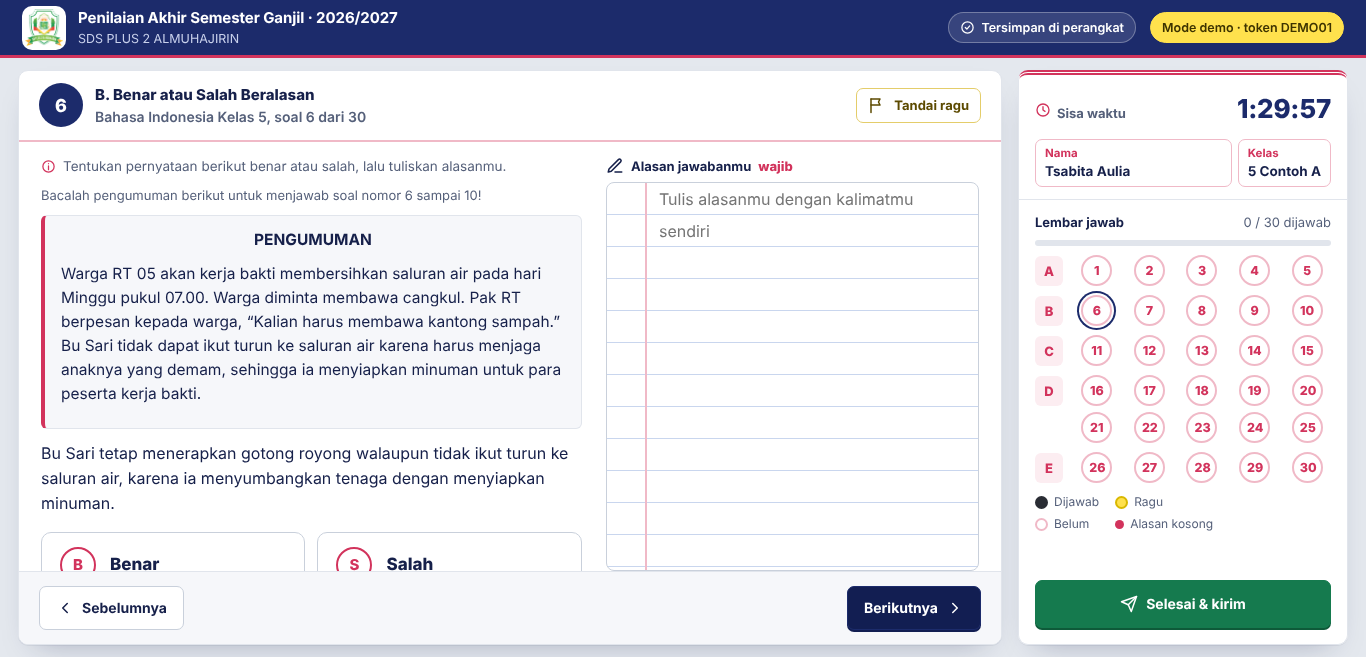 Penilaian Akhir Semester Ganjil · 2026/2027
SDS PLUS 2 ALMUHAJIRIN
Tersimpan di perangkat
Mode demo · token DEMO01
6
B. Benar atau Salah Beralasan
Bahasa Indonesia Kelas 5, soal 6 dari 30
Tandai ragu
Tentukan pernyataan berikut benar atau salah, lalu tuliskan alasanmu.
Bacalah pengumuman berikut untuk menjawab soal nomor 6 sampai 10!
PENGUMUMAN
Warga RT 05 akan kerja bakti membersihkan saluran air pada hari
Minggu pukul 07.00. Warga diminta membawa cangkul. Pak RT
berpesan kepada warga, “Kalian harus membawa kantong sampah.”
Bu Sari tidak dapat ikut turun ke saluran air karena harus menjaga
anaknya yang demam, sehingga ia menyiapkan minuman untuk para
peserta kerja bakti.
Bu Sari tetap menerapkan gotong royong walaupun tidak ikut turun ke
saluran air, karena ia menyumbangkan tenaga dengan menyiapkan
minuman.
B Benar
S Salah
Alasan jawabanmu wajib
Tulis alasanmu dengan kalimatmu
sendiri
Sebelumnya
Berikutnya
Sisa waktu
1:29:57
Nama
Tsabita Aulia
Kelas
5 Contoh A
Lembar jawab
0 / 30 dijawab
A 1 2 3 4 5
B 6 7 8 9 10
C 11 12 13 14 15
D 16 17 18 19 20
21 22 23 24 25
E 26 27 28 29 30
Dijawab
Ragu
Belum
Alasan kosong
Selesai & kirim